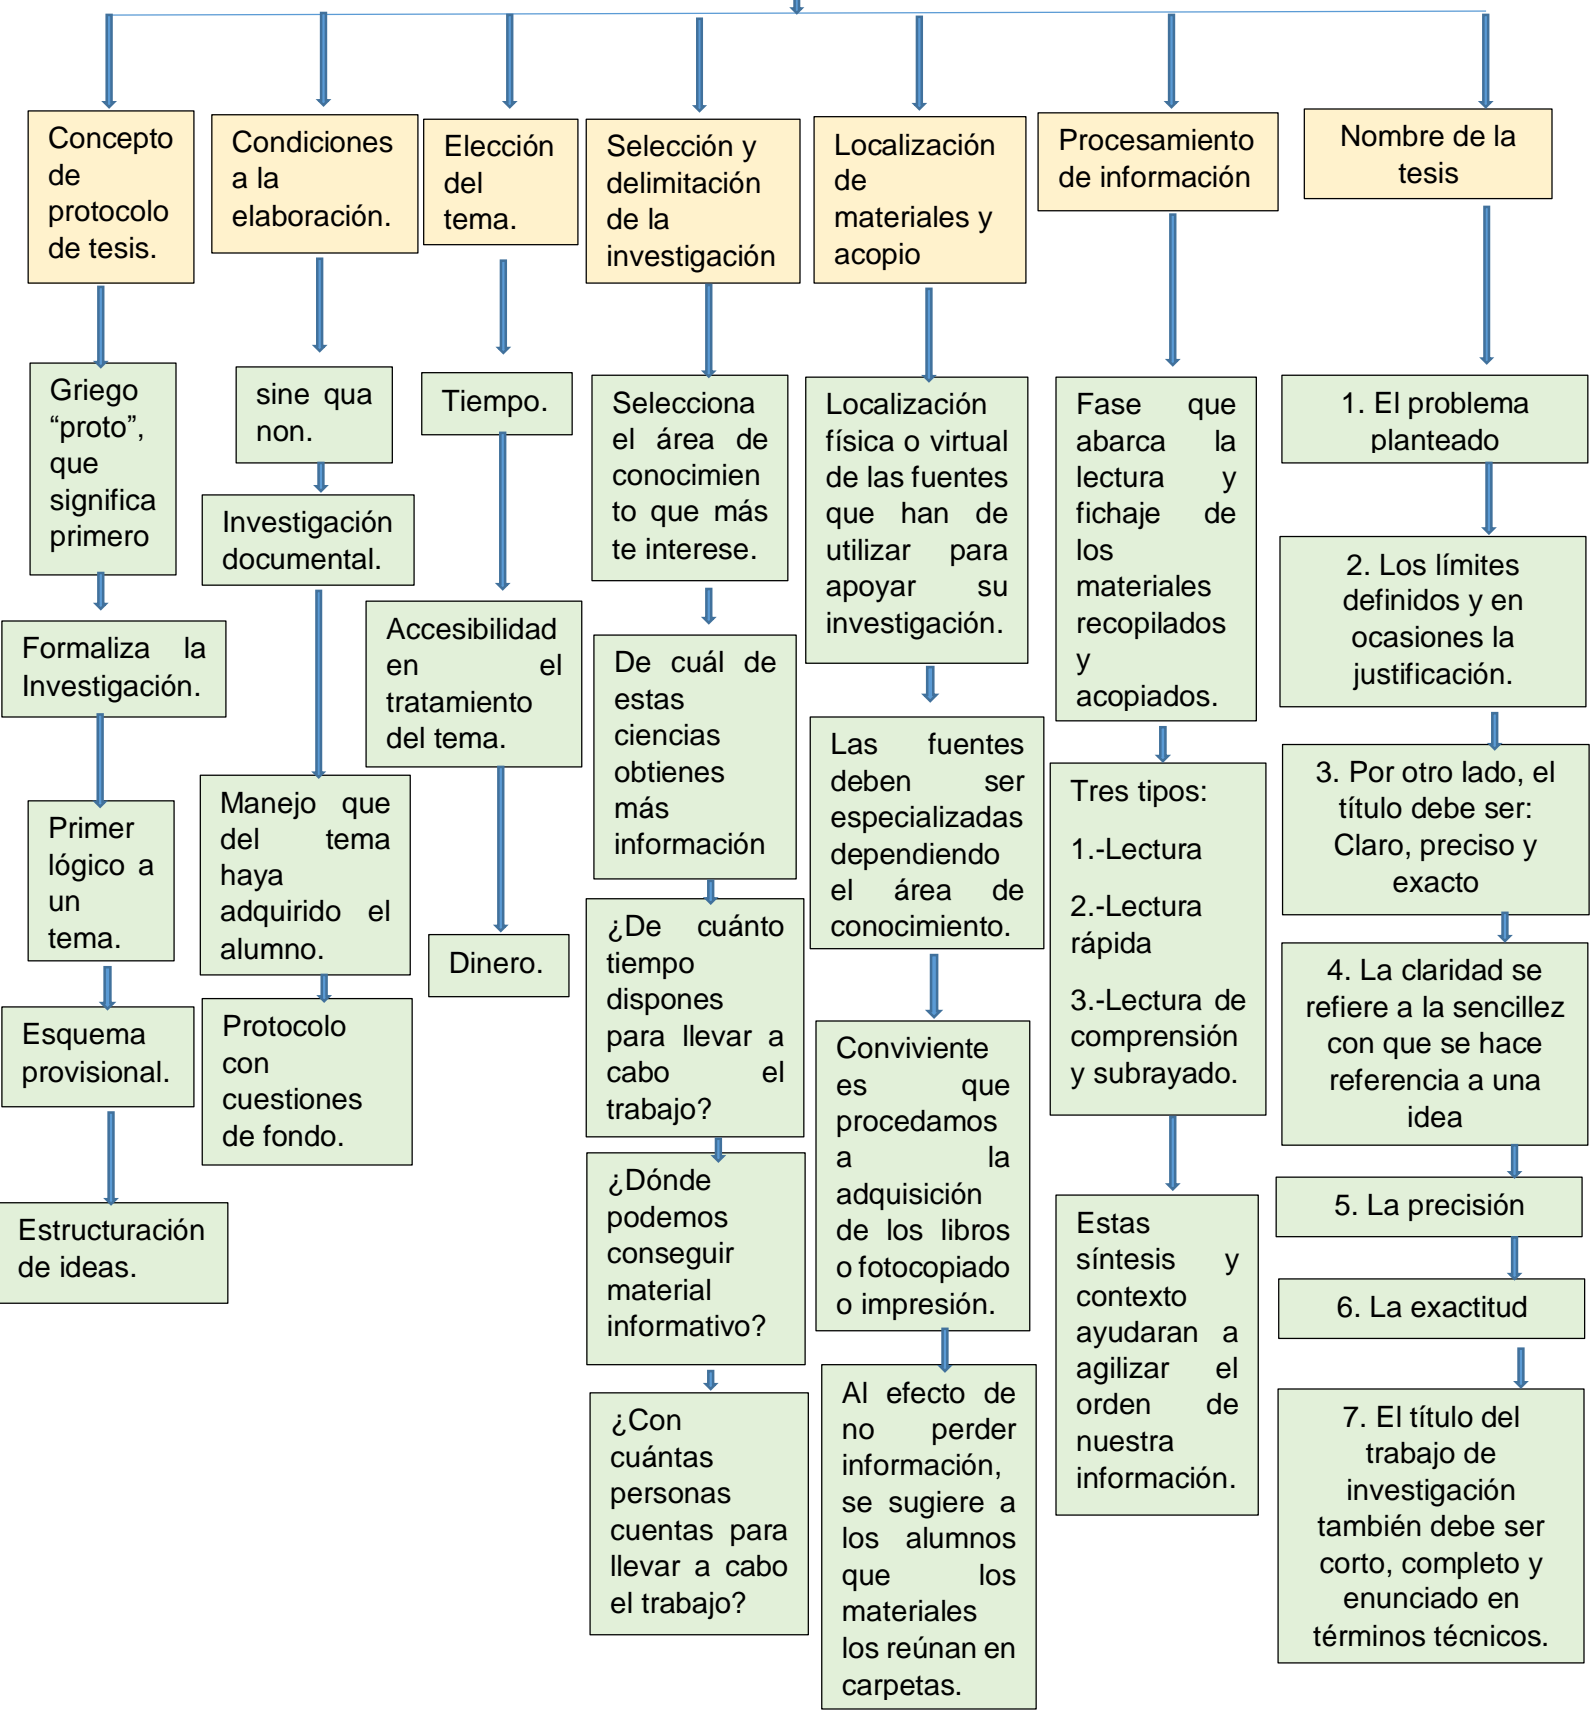 Concepto
de
protocolo
de tesis.
Griego
“proto”,
que
significa
primero
Formaliza la
Investigación.
Primer
lógico a
un
tema.
Esquema
provisional.
Estructuración
de ideas.
Condiciones
a la
elaboración.
sine qua
non.
Investigación
documental.
Manejo que
del tema
haya
adquirido el
alumno.
Protocolo
con
cuestiones
de fondo.
Elección
del
tema.
Tiempo.
Accesibilidad
en el
tratamiento
del tema.
Dinero.
Selección y
delimitación
de la
investigación
Selecciona
el área de
conocimien
to que más
te interese.
De cuál de
estas
ciencias
obtienes
más
información
¿De cuánto
tiempo
dispones
para llevar a
cabo el
trabajo?
¿Dónde
podemos
conseguir
material
informativo?
¿Con
cuántas
personas
cuentas para
llevar a cabo
el trabajo?
Localización
de
materiales y
acopio
Localización
física o virtual
de las fuentes
que han de
utilizar para
apoyar su
investigación.
Las fuentes
deben ser
especializadas
dependiendo
el área de
conocimiento.
Conviviente
es que
procedamos
a la
adquisición
de los libros
o fotocopiado
o impresión.
Al efecto de
no perder
información,
se sugiere a
los alumnos
que los
materiales
los reúnan en
carpetas.
Procesamiento
de información
Fase que
abarca la
lectura y
fichaje de
los
materiales
recopilados
y
acopiados.
Tres tipos:
1.-Lectura
2.-Lectura
rápida
3.-Lectura de
comprensión
y subrayado.
Estas
síntesis y
contexto
ayudaran a
agilizar el
orden de
nuestra
información.
Nombre de la
tesis
1. El problema
planteado
2. Los límites
definidos y en
ocasiones la
justificación.
3. Por otro lado, el
título debe ser:
Claro, preciso y
exacto
4. La claridad se
refiere a la sencillez
con que se hace
referencia a una
idea
5. La precisión
6. La exactitud
7. El título del
trabajo de
investigación
también debe ser
corto, completo y
enunciado en
términos técnicos.